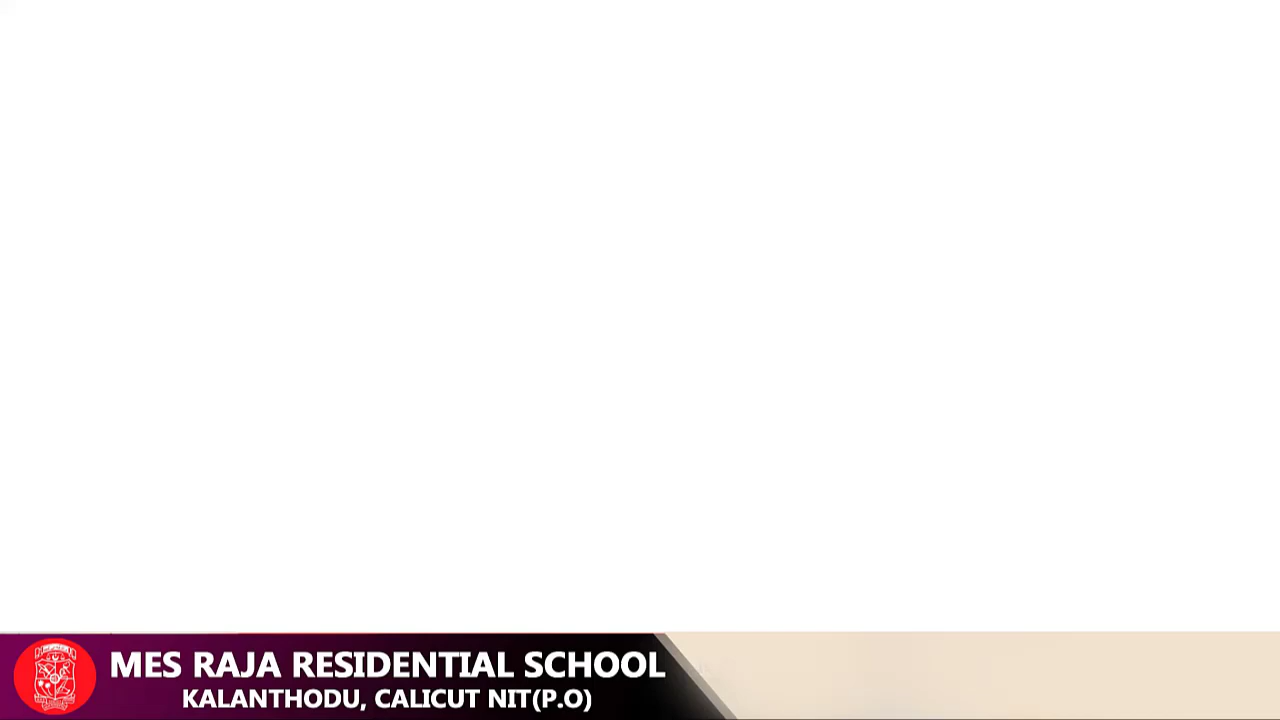 MES RAJA RESIDENTIAL SCHOOL
KALANTHODU, CALICUT NIT(P.O)